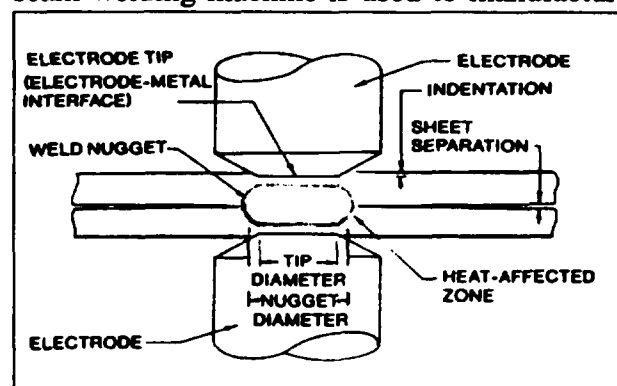 ELECTRODE TIP
(ELECTRODE-METAL
INTERFACE)
WELD NUGGET
ELECTRODE
INDENTATION
SHEET
SEPARATION
TIP
DIAMETER
NUGGET
DIAMETER
HEAT-AFFECTED
ZONE
ELECTRODE